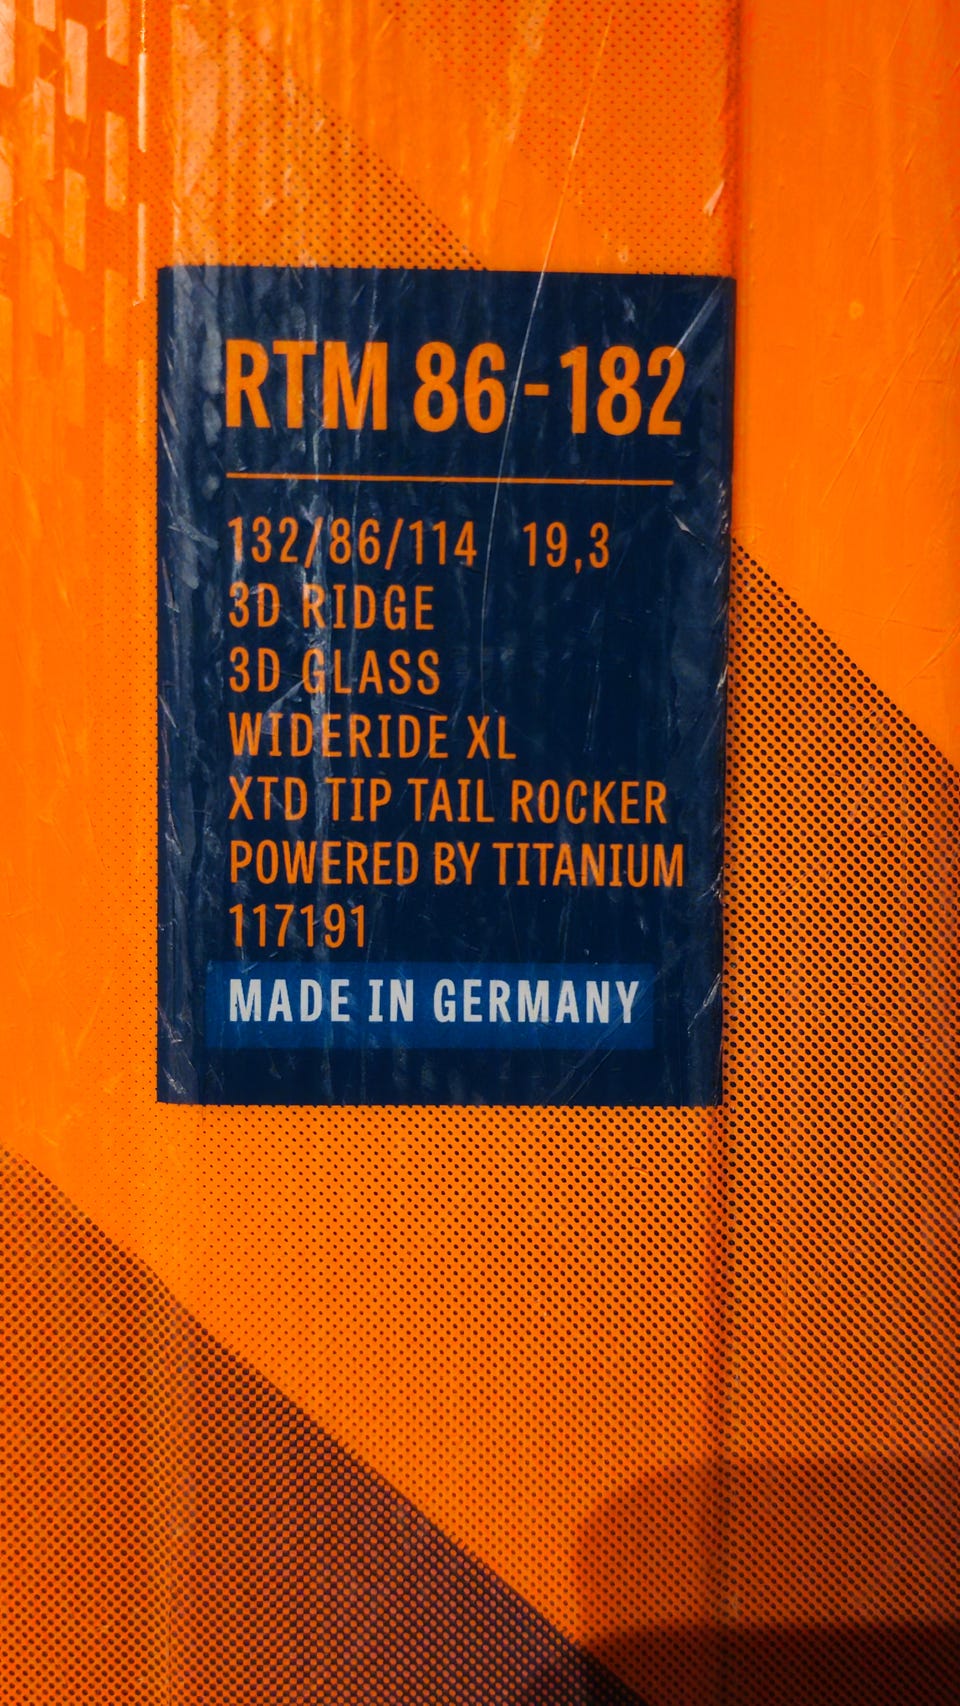 RTM 86-182
132/86/114 19,3
3D RIDGE
3D GLASS
WIDERIDE XL
XTD TIP TAIL ROCKER
POWERED BY TITANIUM
117191
MADE IN GERMANY